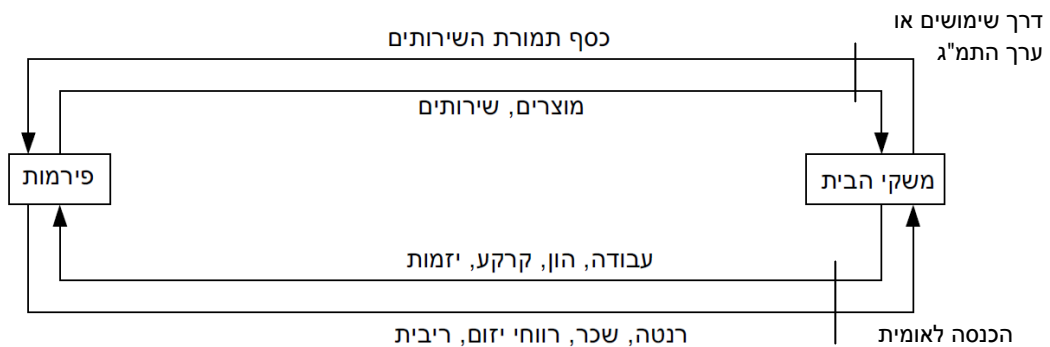 דרך שימושים או
ערך התמ"ג
כסף תמורת השירותים
מוצרים, שירותים
פירמות
משקי הבית
עבודה, הון, קרקע, יזמות
רנטה, שכר, רווחי יזום, ריבית
הכנסה לאומית